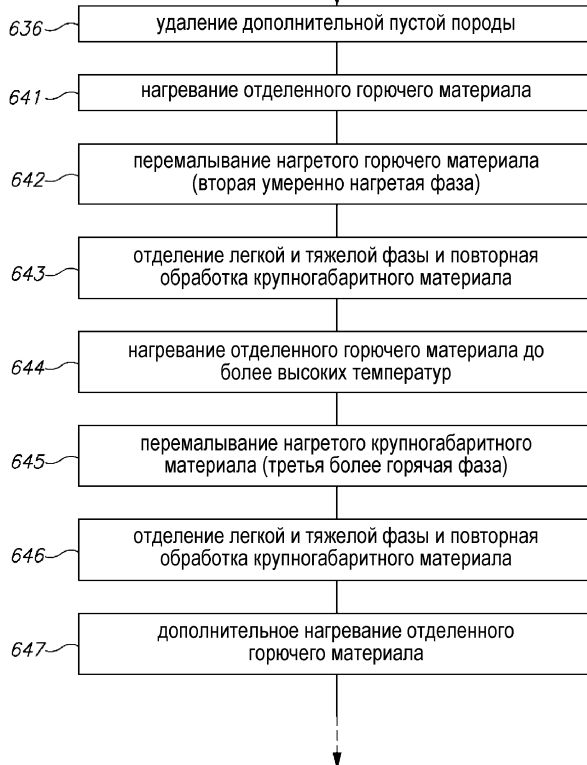 636 удаление дополнительной пустой породы
641 нагревание отделенного горючего материала
642 перемалывание нагретого горючего материала
(вторая умеренно нагретая фаза)
643 отделение легкой и тяжелой фазы и повторная
обработка крупногабаритного материала
644 нагревание отделенного горючего материала до
более высоких температур
645 перемалывание нагретого крупногабаритного
материала (третья более горячая фаза)
646 отделение легкой и тяжелой фазы и повторная
обработка крупногабаритного материала
647 дополнительное нагревание отделенного
горючего материала